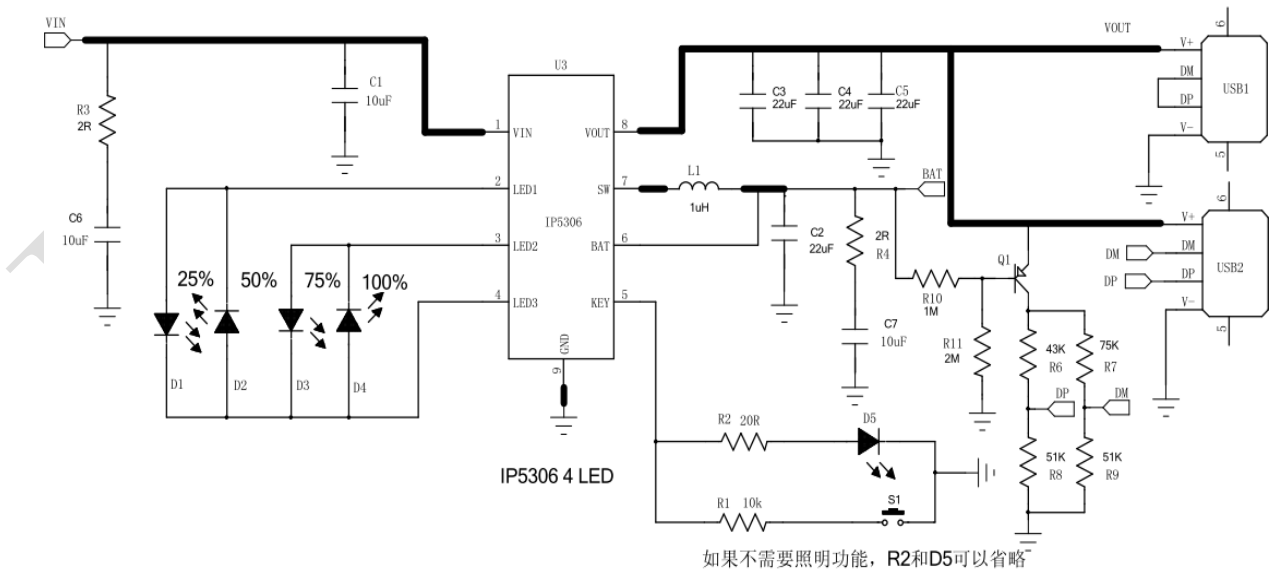 VIN
VOUT
6
V+
DM
DP
V-
USB1
5
U3
C1
10uF
R3
2R
C3
22uF
C4
22uF
C5
22uF
1
VIN
VOUT
8
2
LED1
SW
7
L1
1uH
BAT
IP5306
C6
10uF
3
LED2
BAT
6
C2
22uF
2R
R4
6
V+
DM
DM
DP
DP
V-
USB2
5
Q1
25%
50%
75%
100%
4
LED3
KEY
5
R10
1M
C7
10uF
R11
2M
43K
R6
75K
R7
GND
9
D1
D2
D3
D4
DP
DM
R2
20R
D5
51K
R8
51K
R9
IP5306 4 LED
R1
10k
S1
如果不需要照明功能，R2和D5可以省略